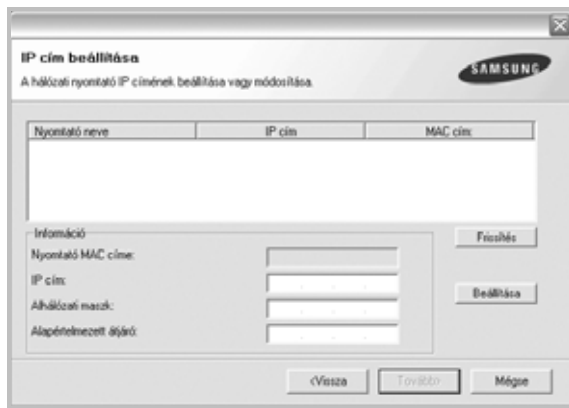 IP cím beállítása
A hálózati nyomtató IP címének beállítása vagy módosítása.
SAMSUNG
Nyomtató neve IP cím MAC cím:
Információ
Nyomtató MAC címe:
IP cím:
Alhálózati maszk:
Alapértelmezett átjáró:
Frissítés
Beállítása
<Vissza Tovább> Mégse